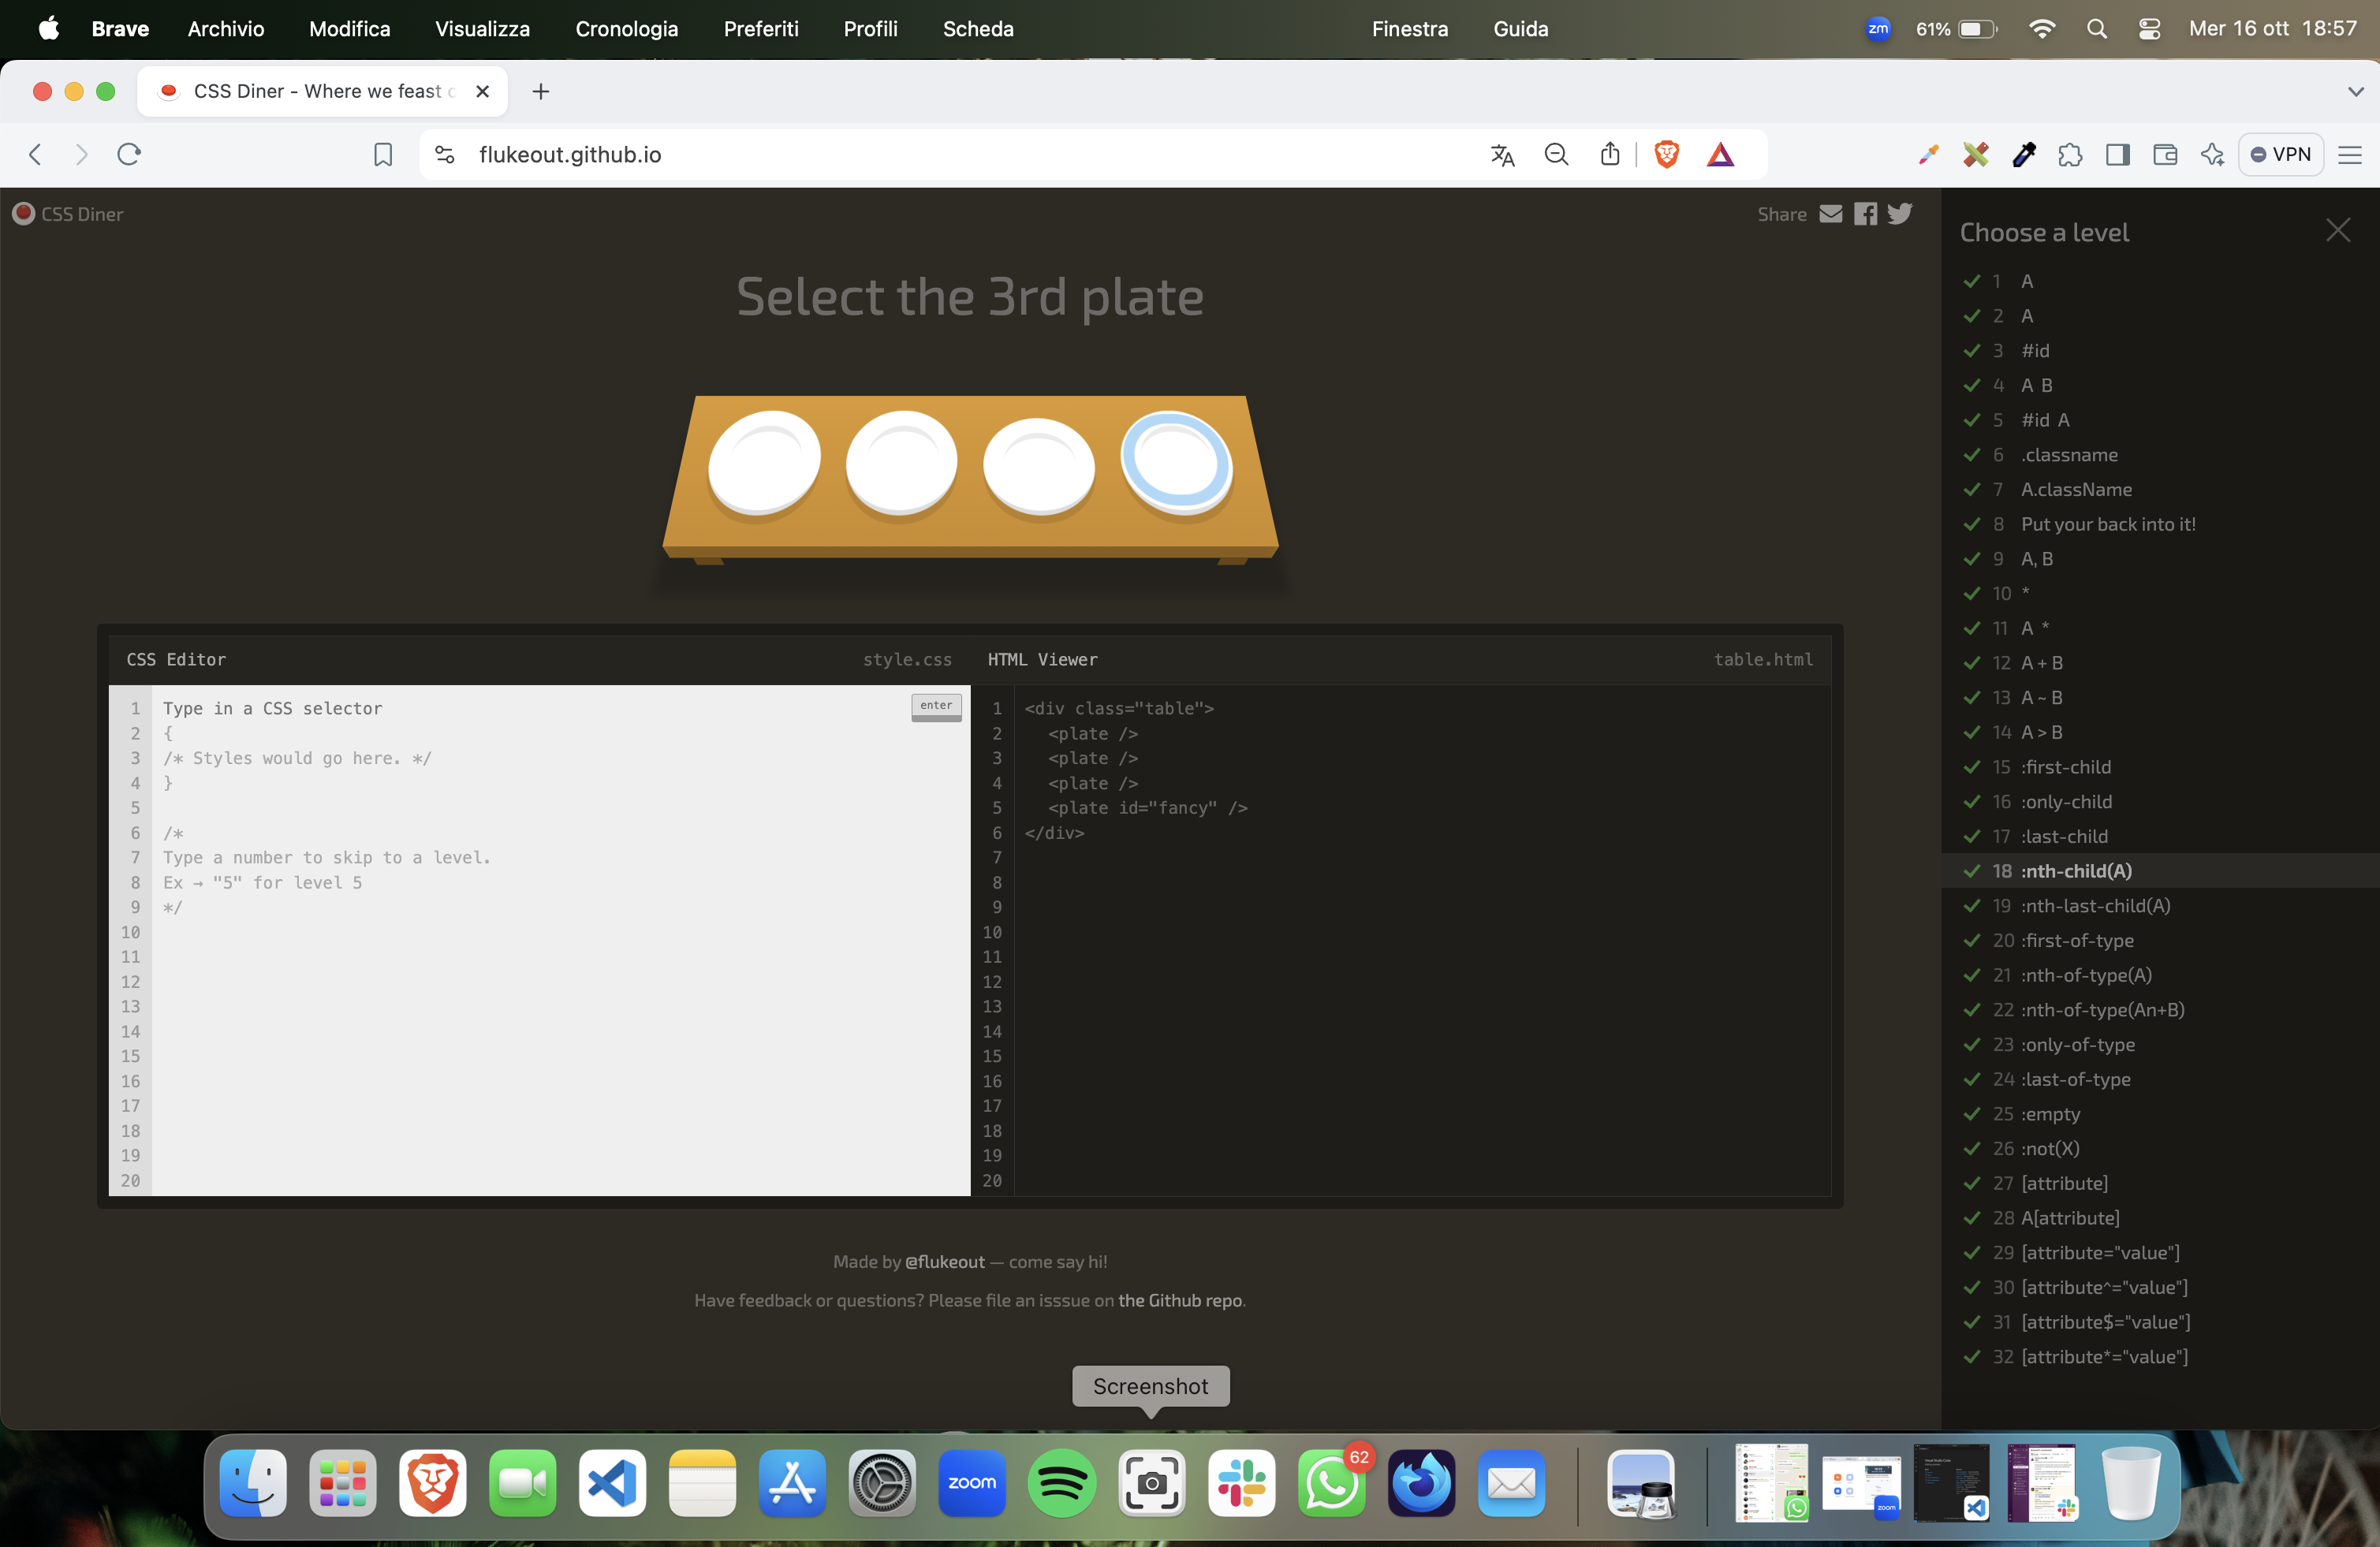 Brave Archivio Modifica Visualizza Cronologia Preferiti Profili Scheda Finestra Guida zm 61% Mer 16 ott 18:57
CSS Diner - Where we feast
flukeout.github.io VPN
CSS Diner
Share
Select the 3rd plate
CSS Editor style.css
enter
1 Type in a CSS selector
2 {
3 /* Styles would go here. */
4 }
5
6 /*
7 Type a number to skip to a level.
8 Ex → "5" for level 5
9 */
10
11
12
13
14
15
16
17
18
19
20
HTML Viewer table.html
1 <div class="table">
2 <plate />
3 <plate />
4 <plate />
5 <plate id="fancy" />
6 </div>
7
8
9
10
11
12
13
14
15
16
17
18
19
20
Made by @flukeout — come say hi!
Have feedback or questions? Please file an isssue on the Github repo.
Choose a level
1 A
2 A
3 #id
4 A B
5 #id A
6 .classname
7 A.className
8 Put your back into it!
9 A, B
10 *
11 A *
12 A + B
13 A ~ B
14 A > B
15 :first-child
16 :only-child
17 :last-child
18 :nth-child(A)
19 :nth-last-child(A)
20 :first-of-type
21 :nth-of-type(A)
22 :nth-of-type(An+B)
23 :only-of-type
24 :last-of-type
25 :empty
26 :not(X)
27 [attribute]
28 A[attribute]
29 [attribute="value"]
30 [attribute^="value"]
31 [attribute$="value"]
32 [attribute*="value"]
Screenshot
zoom
62
zoom